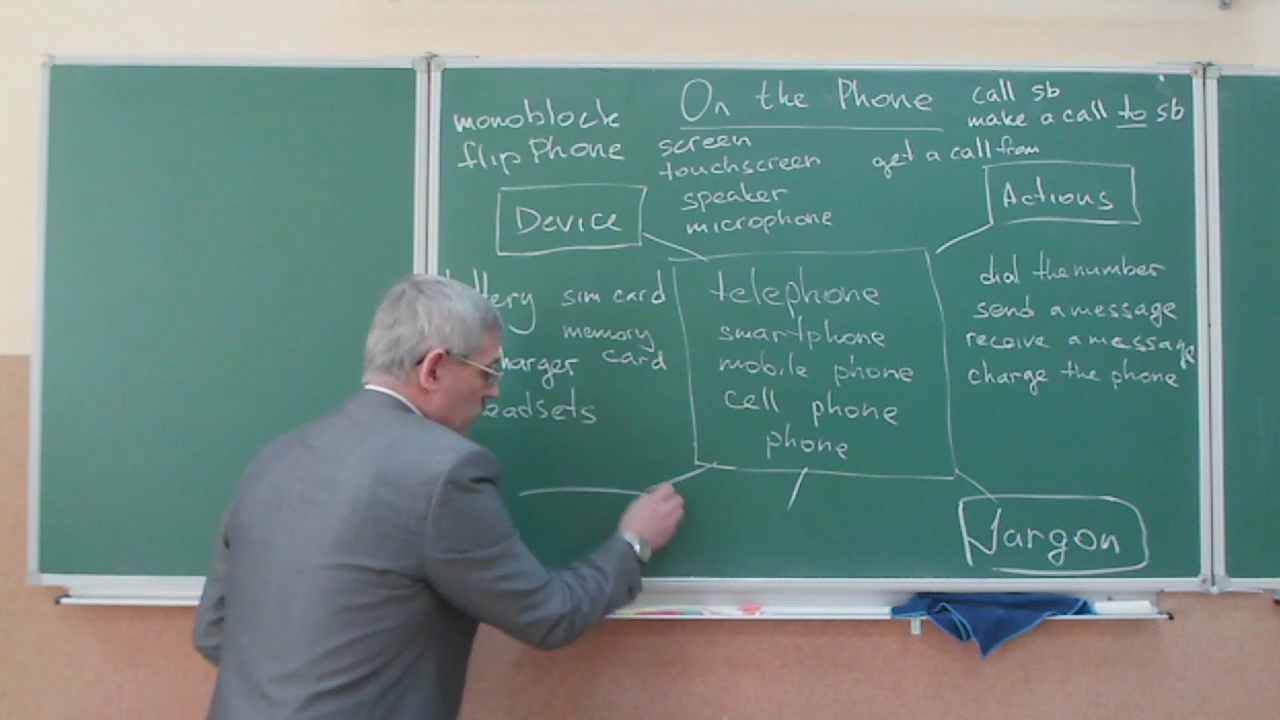 On the Phone
monoblock
flip Phone
screen
touchscreen
speaker
microphone
call sb
make a call to sb
get a call from
Device
Actions
sim card
memory
card
telephone
smartphone
mobile phone
cell phone
phone
dial the number
send a message
receive a message
charge the phone
Jargon